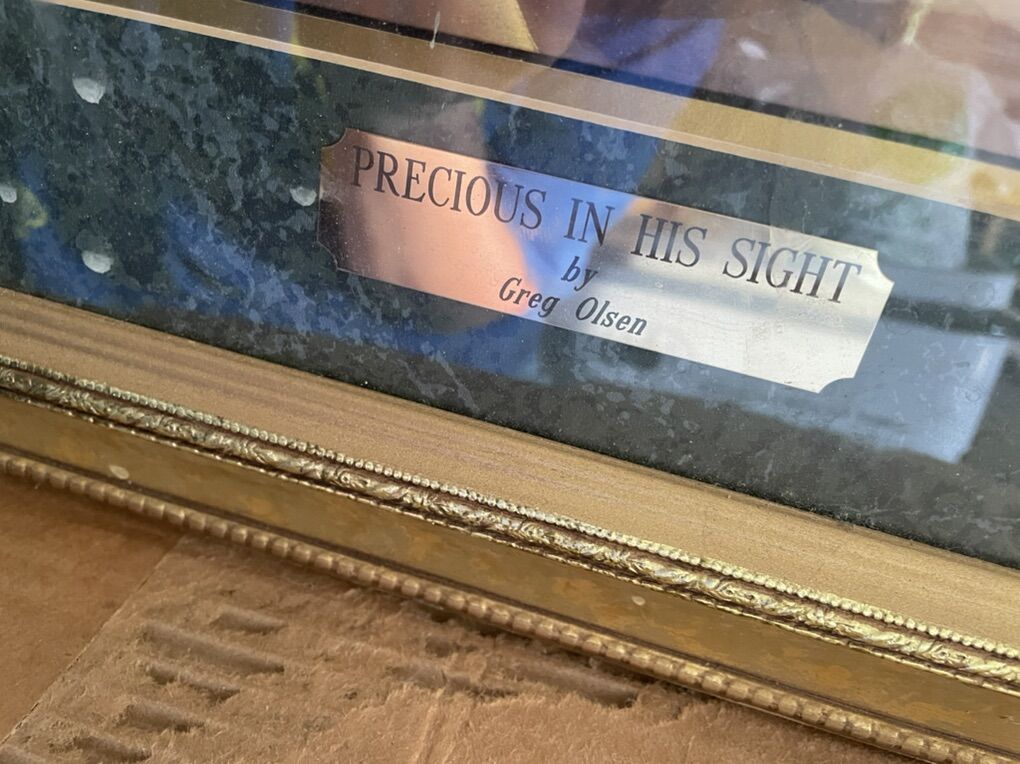 PRECIOUS IN HIS SIGHT
by
Greg Olsen